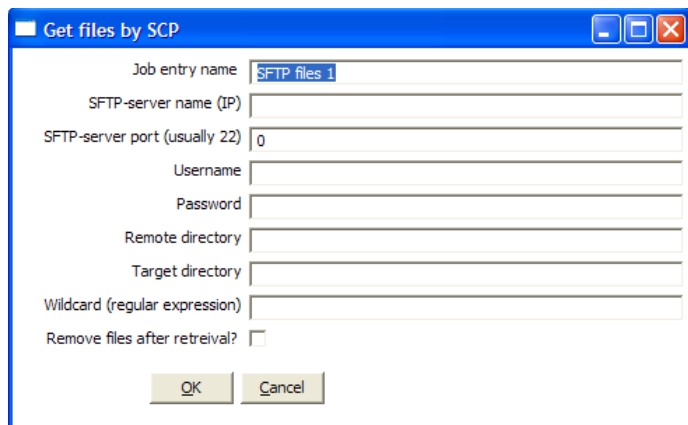 Get files by SCP
Job entry name SFTP files 1
SFTP-server name (IP)
SFTP-server port (usually 22) 0
Username
Password
Remote directory
Target directory
Wildcard (regular expression)
Remove files after retreival?
OK Cancel